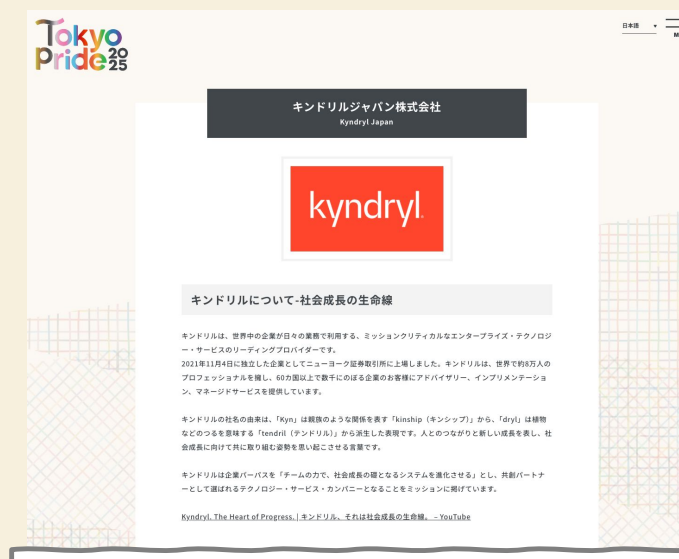 Tokyo
Pride 20
25
日本語 ▼
M
キンドリルジャパン株式会社
Kyndryl Japan
kyndryl.
キンドリルについて-社会成長の生命線
キンドリルは、世界中の企業が日々の業務で利用する、ミッションクリティカルなエンタープライズ・テクノロジ
ー・サービスのリーディングプロバイダーです。
2021年11月4日に独立した企業としてニューヨーク証券取引所に上場しました。キンドリルは、世界で約8万人の
プロフェッショナルを擁し、60カ国以上で数千にのぼる企業のお客様にアドバイザリー、インプリメンテーショ
ン、マネージドサービスを提供しています。
キンドリルの社名の由来は、「Kyn」は親族のような関係を表す「kinship（キンシップ）」から、「dryl」は植物
などのつるを意味する「tendril（テンドリル）」から派生した表現です。人とのつながりと新しい成長を表し、社
会成長に向けて共に取り組む姿勢を思い起こさせる言葉です。
キンドリルは企業パーパスを「チームの力で、社会成長の礎となるシステムを進化させる」とし、共創パートナ
ーとして選ばれるテクノロジー・サービス・カンパニーとなることをミッションに掲げています。
Kyndryl. The Heart of Progress. | キンドリル、それは社会成長の生命線。 – YouTube